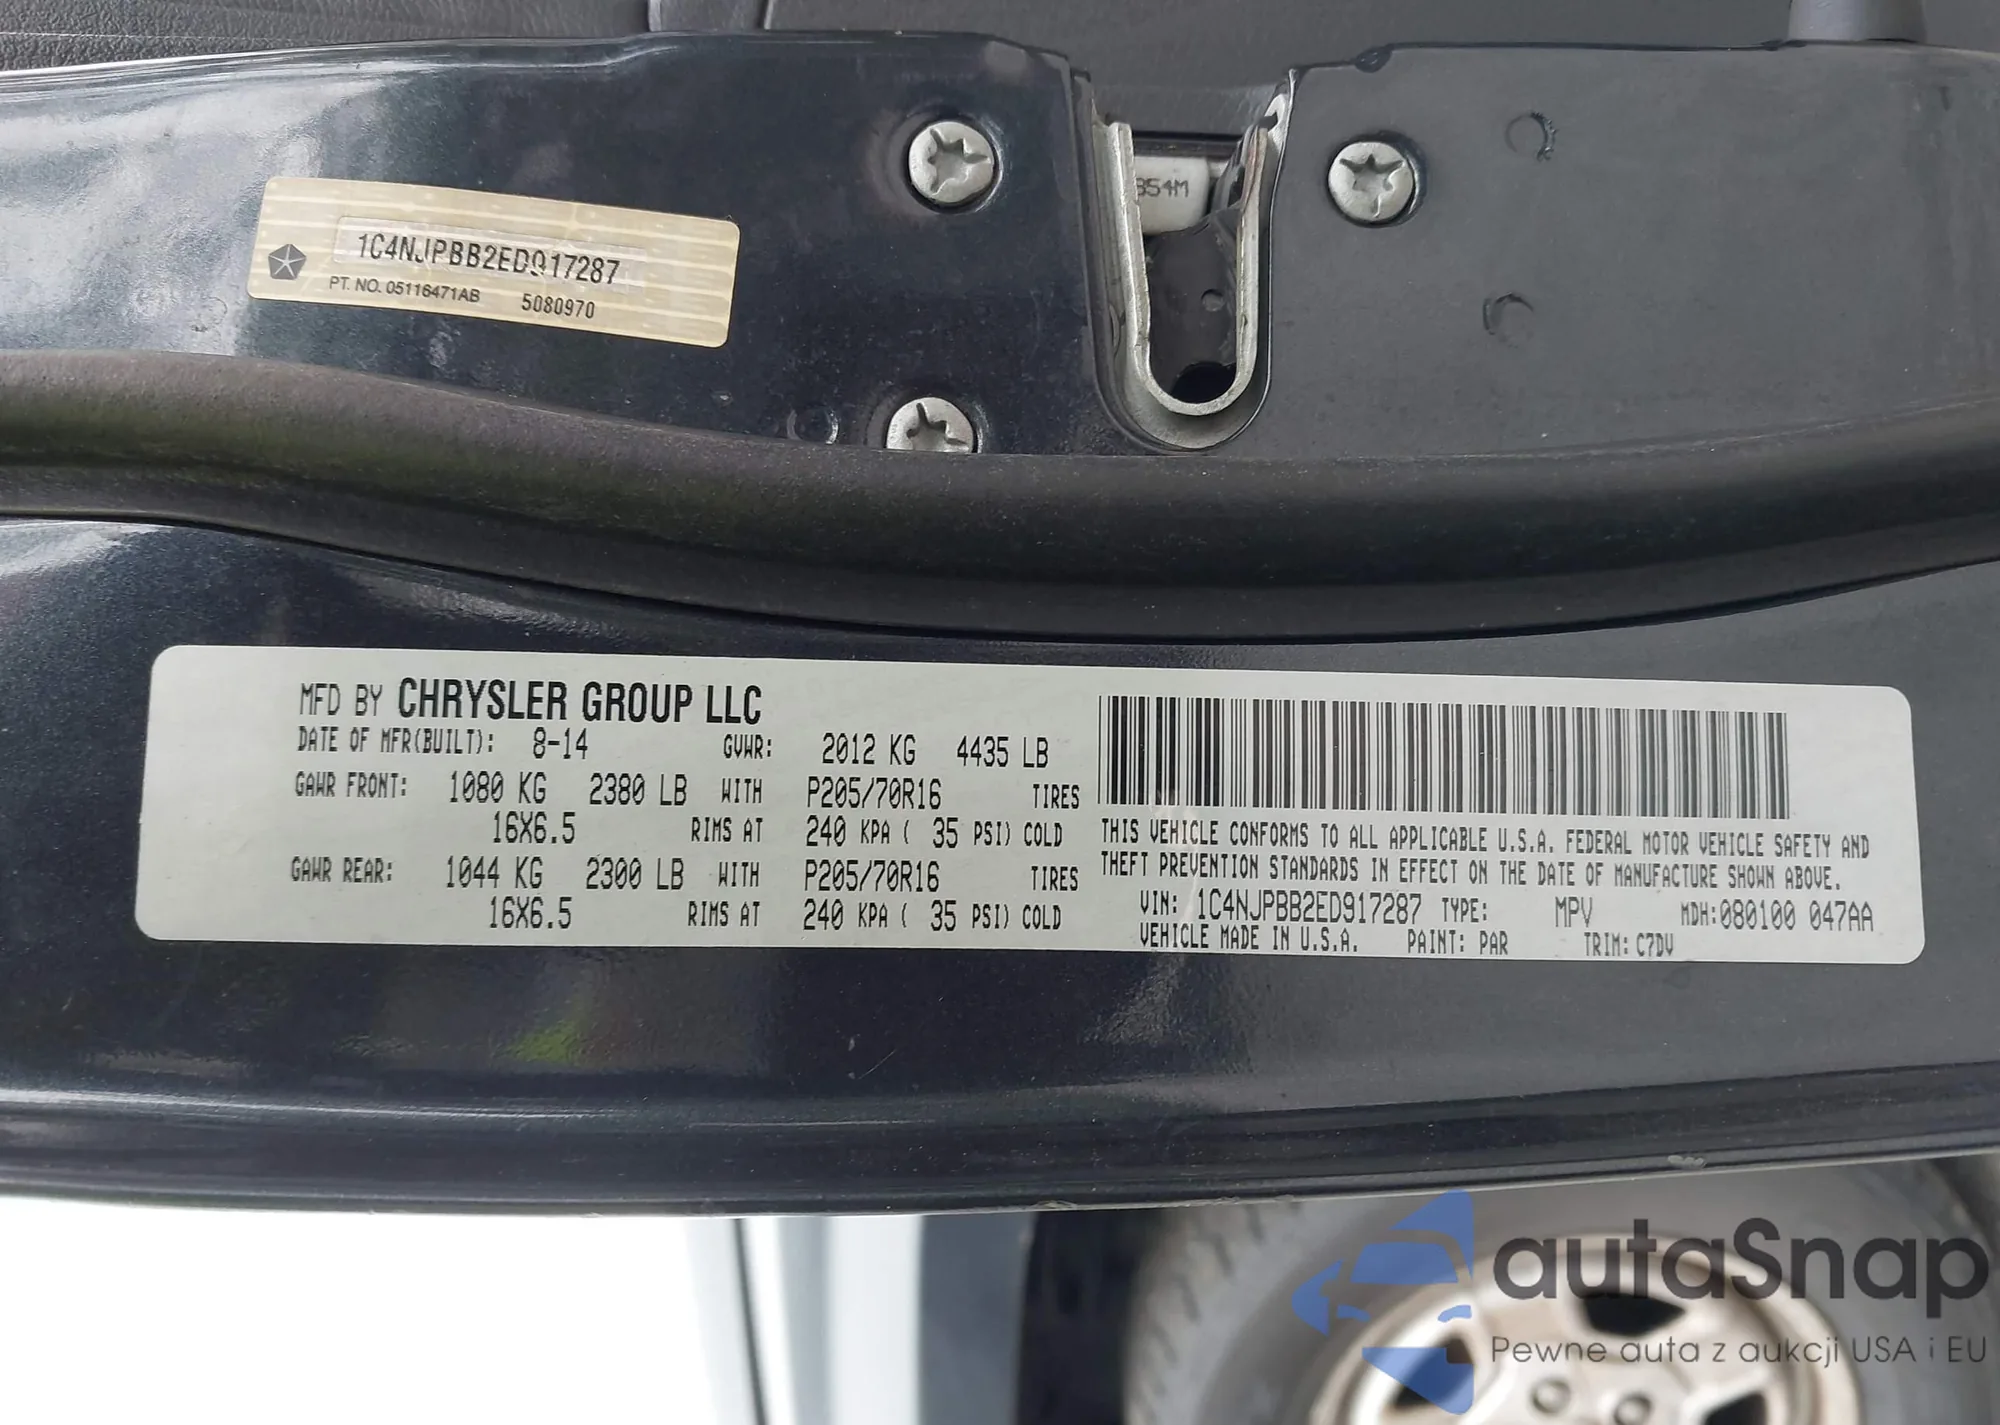 854M
1C4NJPBB2ED917287
PT. NO. 05116471AB 5080970
MFD BY CHRYSLER GROUP LLC
DATE OF MFR(BUILT): 8-14 GVWR: 2012 KG 4435 LB
GAWR FRONT: 1080 KG 2380 LB WITH P205/70R16 TIRES
16X6.5 RIMS AT 240 KPA ( 35 PSI) COLD
GAWR REAR: 1044 KG 2300 LB WITH P205/70R16 TIRES
16X6.5 RIMS AT 240 KPA ( 35 PSI) COLD
THIS VEHICLE CONFORMS TO ALL APPLICABLE U.S.A. FEDERAL MOTOR VEHICLE SAFETY AND
THEFT PREVENTION STANDARDS IN EFFECT ON THE DATE OF MANUFACTURE SHOWN ABOVE.
VIN: 1C4NJPBB2ED917287 TYPE: MPV MDH:080100 047AA
VEHICLE MADE IN U.S.A. PAINT: PAR TRIM: C7DV
autaSnap
Pewne auta z aukcji USA i EU